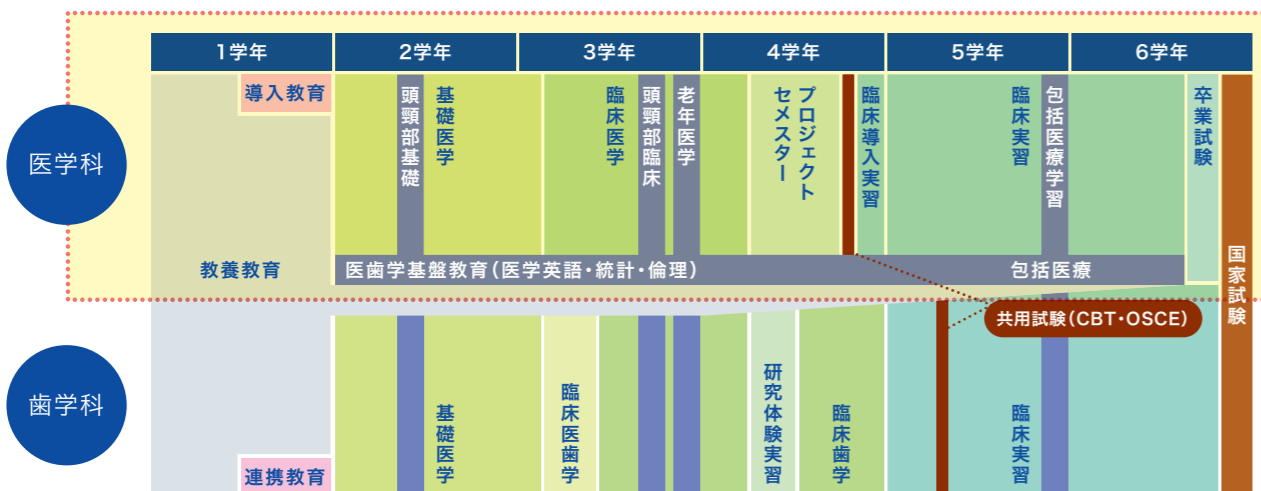 1学年
2学年
3学年
4学年
5学年
6学年
医学科
導入教育
教養教育
頭頸部基礎
基礎医学
臨床医学
頭頸部臨床
老年医学
プロジェクト
セメスター
臨床導入実習
臨床実習
包括医療学習
卒業試験
国家試験
医歯学基盤教育(医学英語・統計・倫理)
包括医療
共用試験(CBT・OSCE)
歯学科
連携教育
基礎医学
臨床医歯学
研究体験実習
臨床歯学
臨床実習